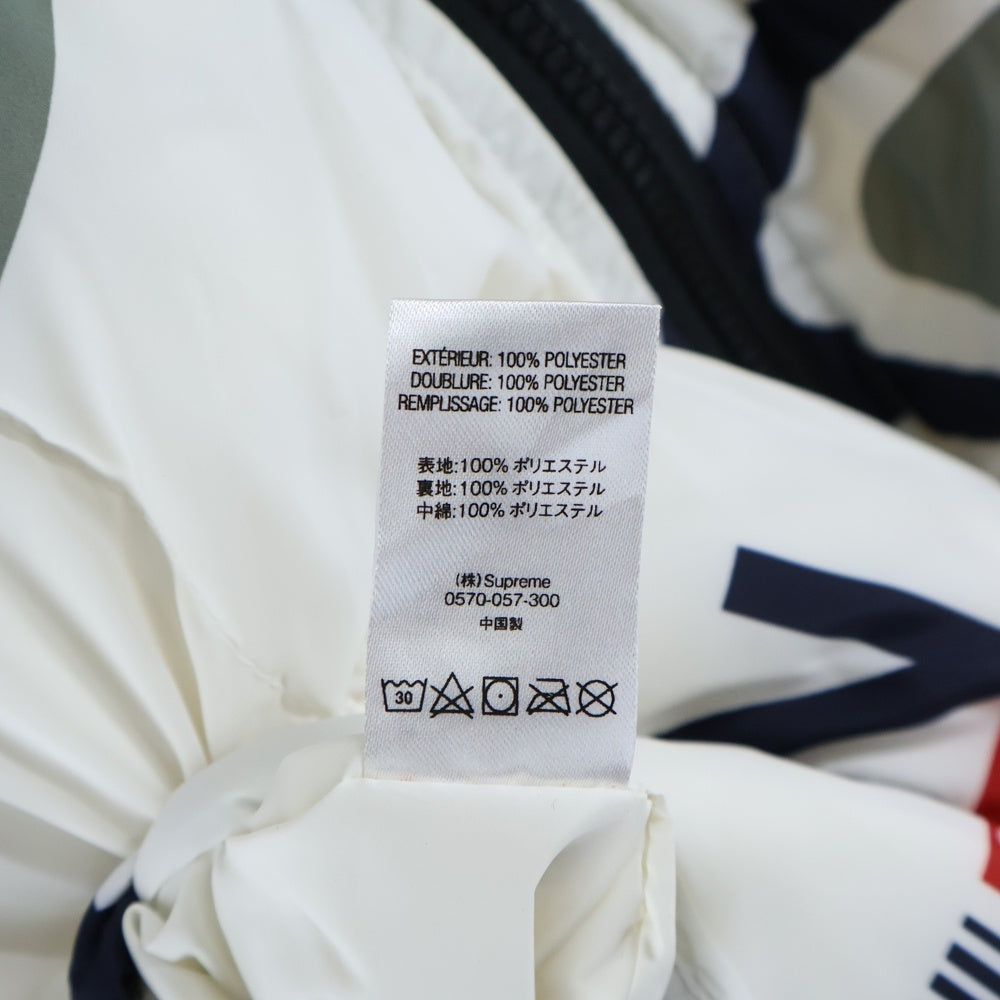 EXTÉRIEUR: 100% POLYESTER
DOUBLURE: 100% POLYESTER
REMPLISSAGE: 100% POLYESTER
表地:100% ポリエステル
裏地:100% ポリエステル
中綿:100% ポリエステル
(株)Supreme
0570-057-300
中国製
30